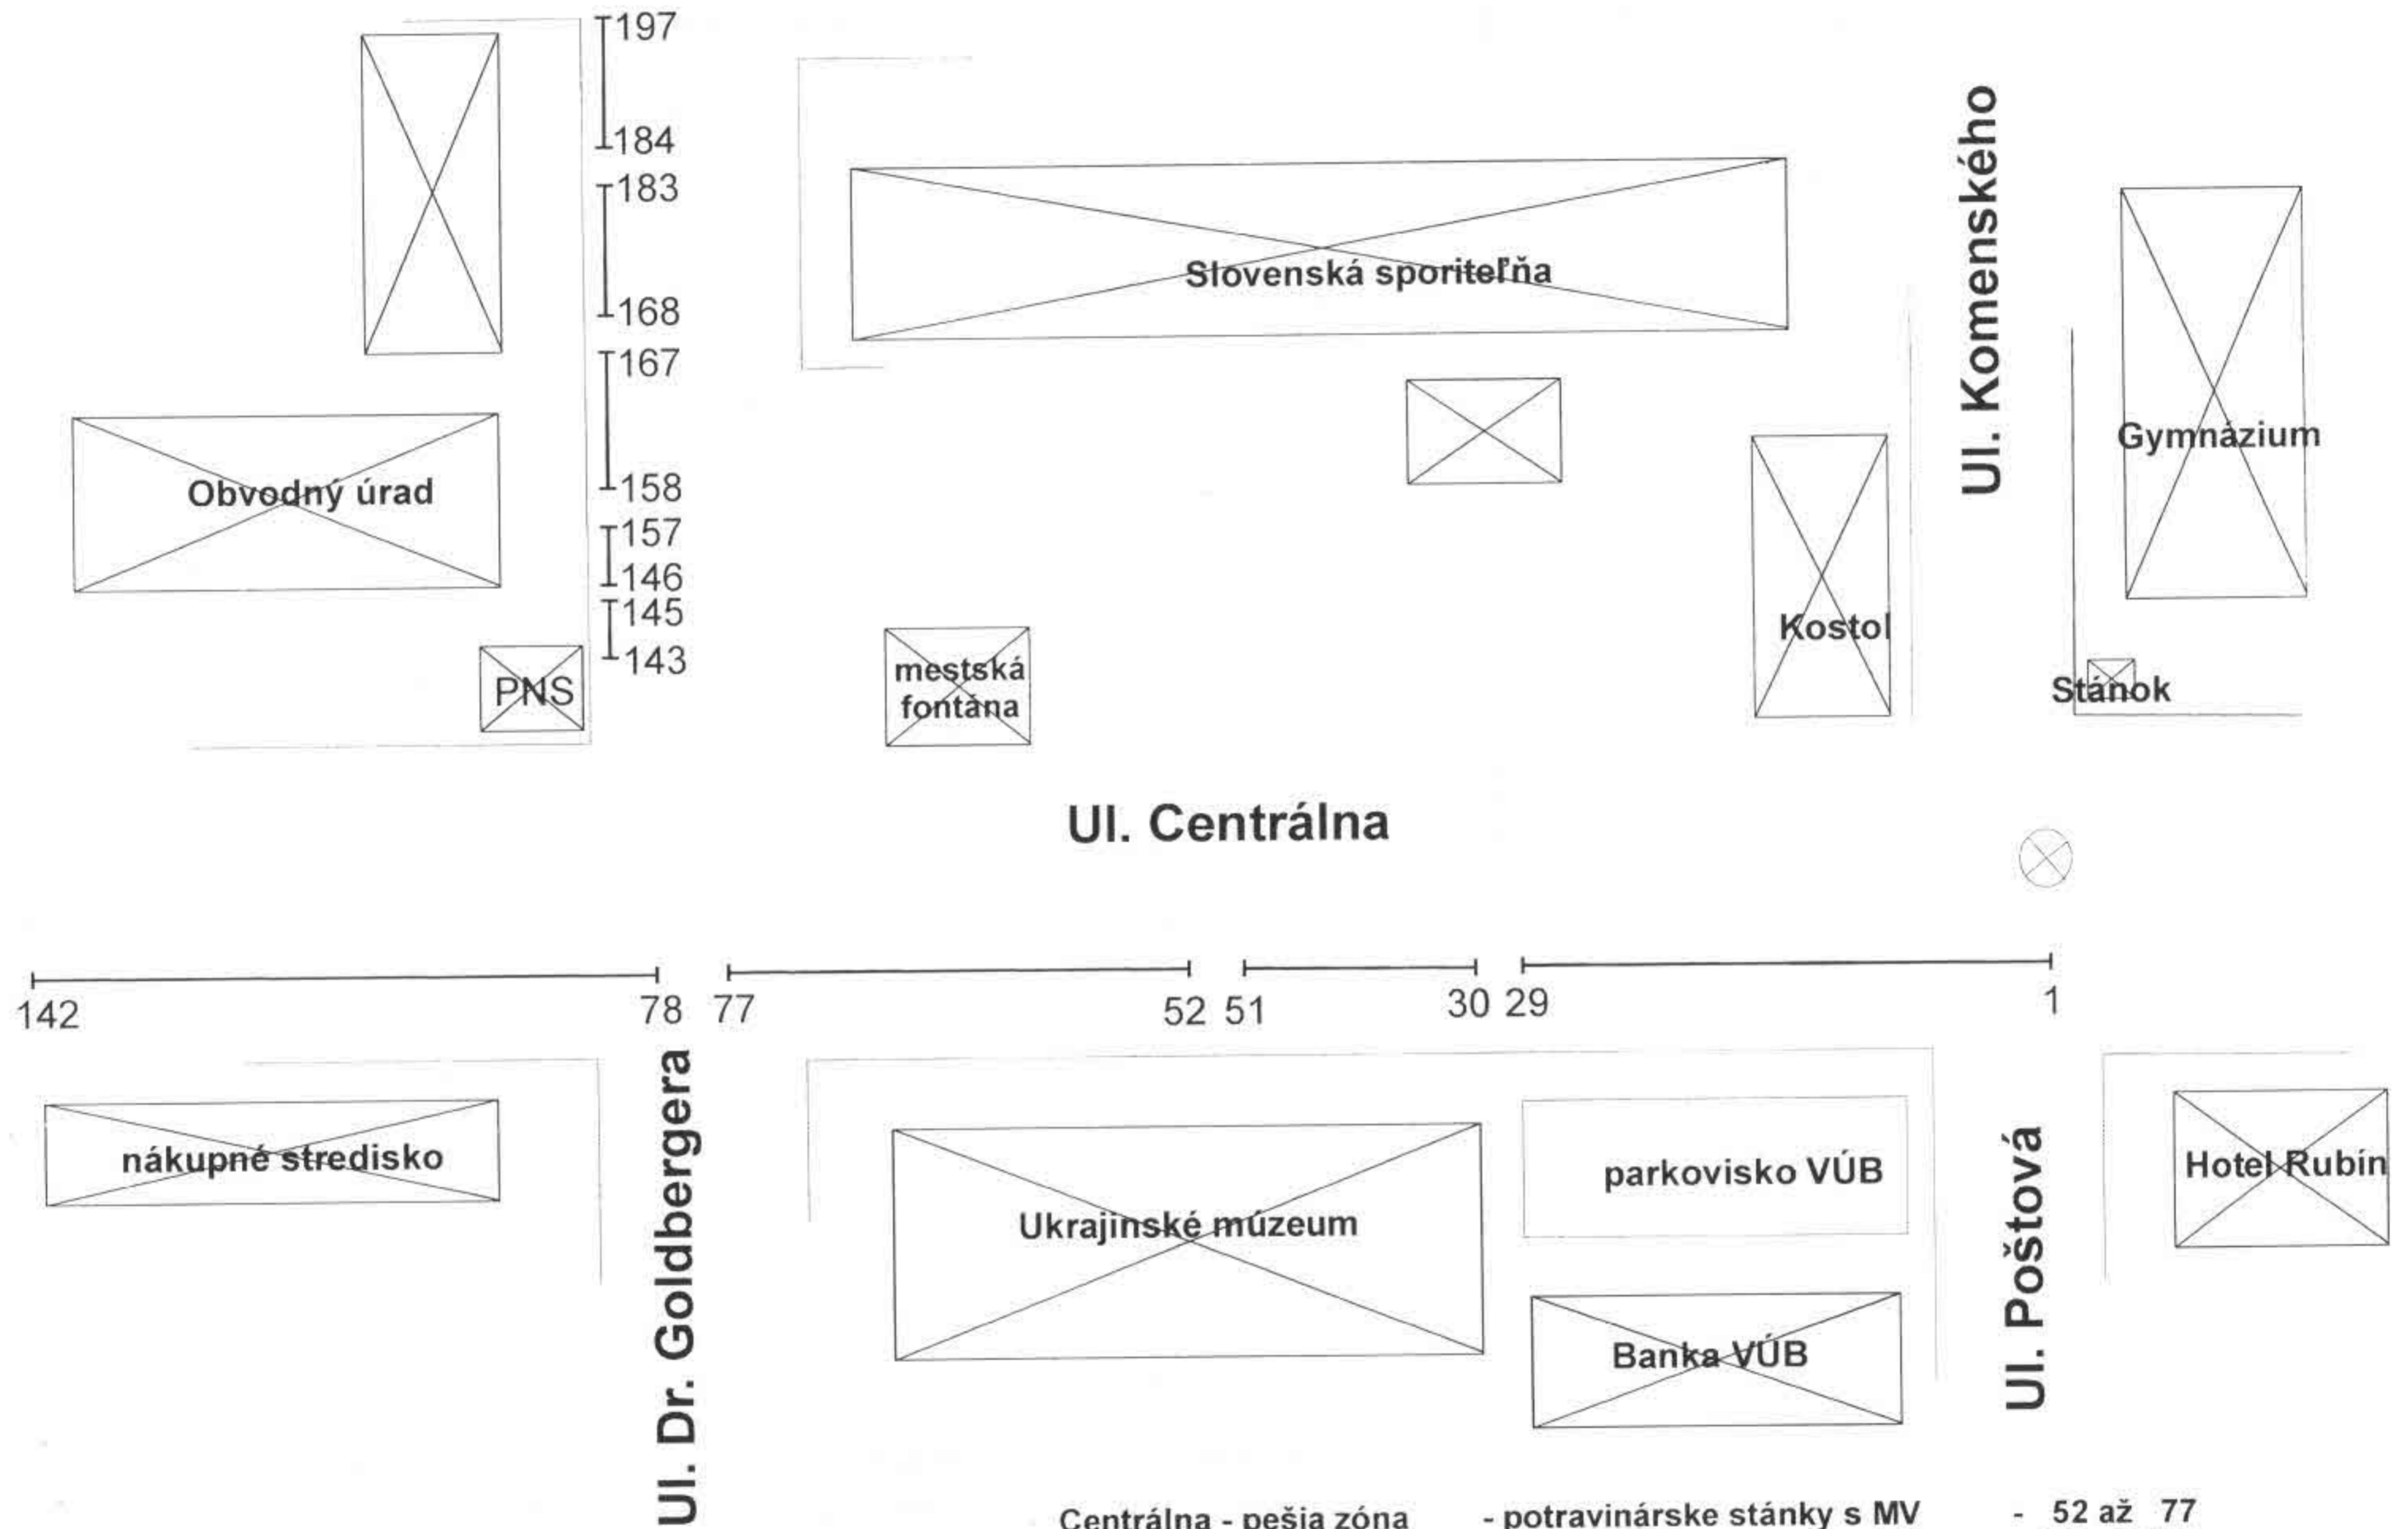 197
184
183
168
167
158
157
146
145
143
Slovenská sporiteľňa
Ul. Komenského
Gymnázium
Obvodný úrad
Kostol
PNS
mestská
fontána
Stánok
Ul. Centrálna
142
78
77
52
51
30
29
1
nákupné stredisko
Ul. Dr. Goldbergera
Ukrajinské múzeum
parkovisko VÚB
Banka VÚB
Ul. Poštová
Hotel Rubín
Centrálna - pešia zóna - potravinárske stánky s MV - 52 až 77